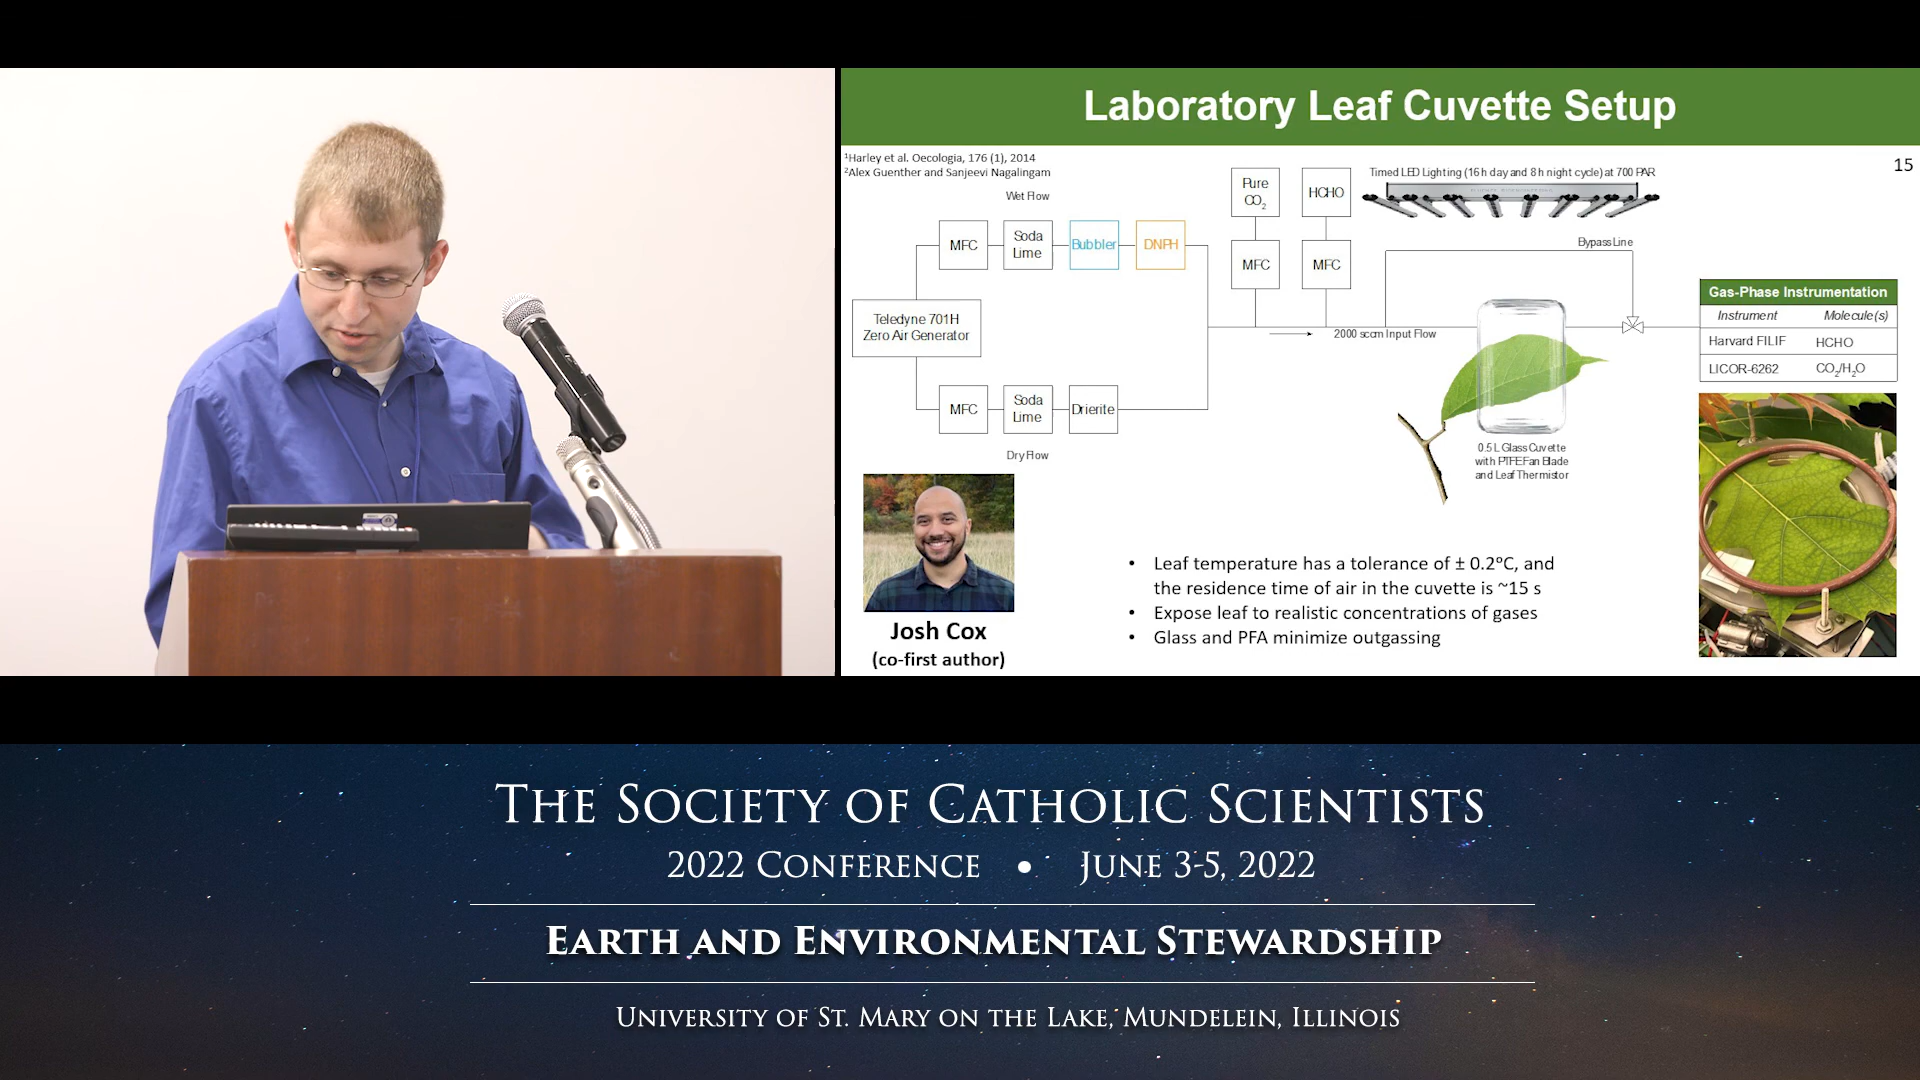 Laboratory Leaf Cuvette Setup
¹Harley et al. Oecologia, 176 (1), 2014
²Alex Guenther and Sanjeevi Nagalingam
15
Wet Flow
MFC
Soda
Lime
Bubbler
DNPH
Teledyne 701H
Zero Air Generator
MFC
Soda
Lime
Drierite
Dry Flow
Pure
CO₂
HCHO
MFC
MFC
Timed LED Lighting (16 h day and 8 h night cycle) at 700 PAR
Bypass Line
2000 sccm Input Flow
0.5 L Glass Cuvette
with PTFE Fan Blade
and Leaf Thermistor
Gas-Phase Instrumentation
Instrument Molecule(s)
Harvard FILIF HCHO
LICOR-6262 CO₂/H₂O
Josh Cox
(co-first author)
• Leaf temperature has a tolerance of ± 0.2°C, and
the residence time of air in the cuvette is ~15 s
• Expose leaf to realistic concentrations of gases
• Glass and PFA minimize outgassing
The Society of Catholic Scientists
2022 Conference • June 3-5, 2022
Earth and Environmental Stewardship
University of St. Mary on the Lake, Mundelein, Illinois